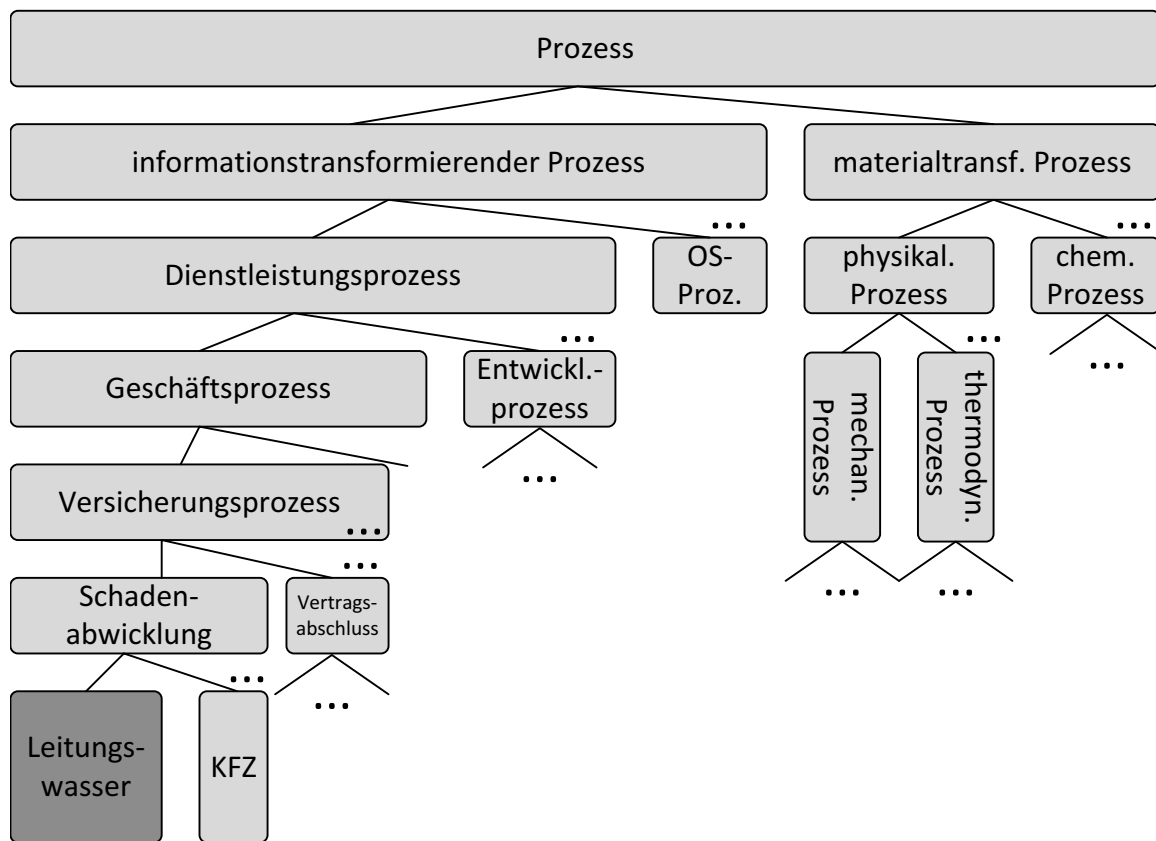 Prozess
informationstransformierender Prozess
materialtransf. Prozess
...
...
Dienstleistungsprozess
OS-
Proz.
physikal.
Prozess
chem.
Prozess
...
...
...
Geschäftsprozess
Entwickl.-
prozess
mechan.
Prozess
thermodyn.
Prozess
...
Versicherungsprozess
...
...
Schaden-
abwicklung
Vertrags-
abschluss
...
...
...
...
Leitungs-
wasser
KFZ